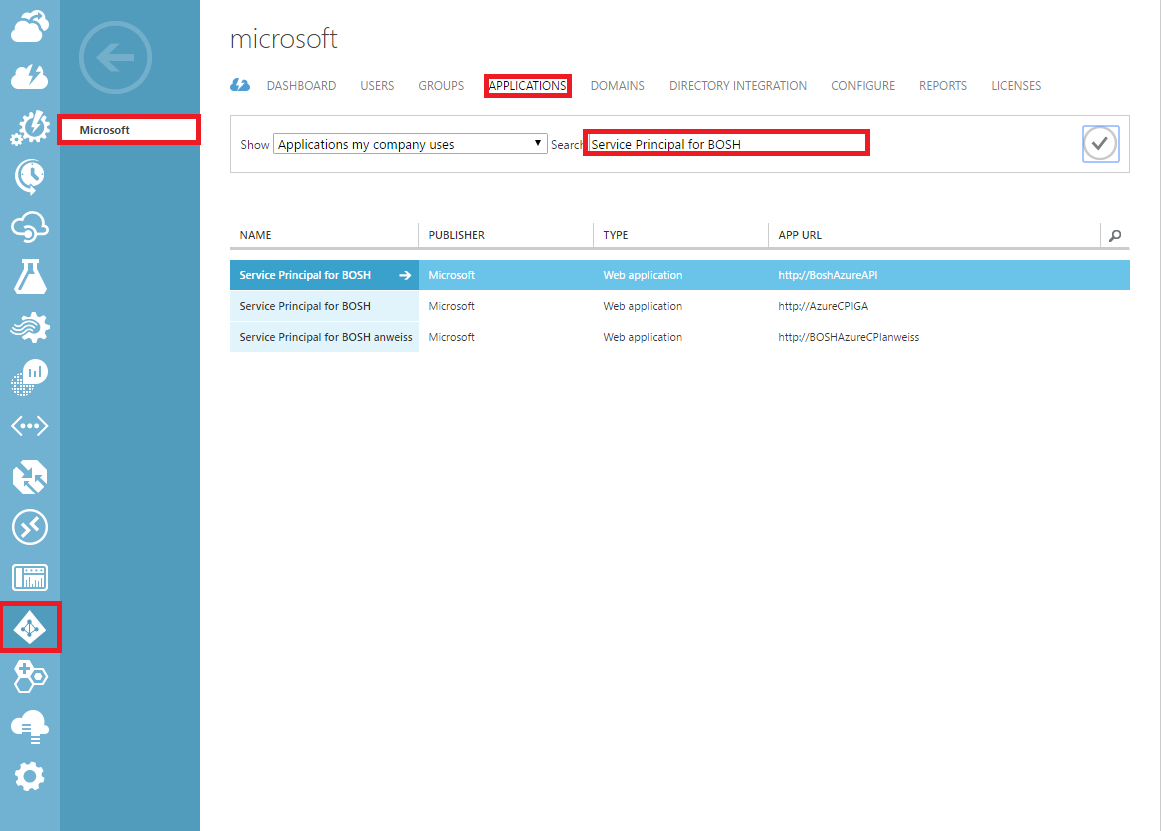 microsoft
DASHBOARD USERS GROUPS APPLICATIONS DOMAINS DIRECTORY INTEGRATION CONFIGURE REPORTS LICENSES
Microsoft
Show Applications my company uses Search Service Principal for BOSH
NAME PUBLISHER TYPE APP URL
Service Principal for BOSH Microsoft Web application http://BoshAzureAPI
Service Principal for BOSH Microsoft Web application http://AzureCPIGA
Service Principal for BOSH anweiss Microsoft Web application http://BOSHAzureCPIanweiss